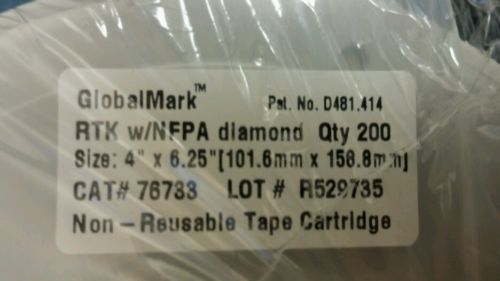 GlobalMark™ Pat. No. D481.414
RTK w/NFPA diamond Qty 200
Size: 4" x 6.25"[101.6mm x 158.8mm]
CAT# 76733 LOT # R529735
Non-Reusable Tape Cartridge